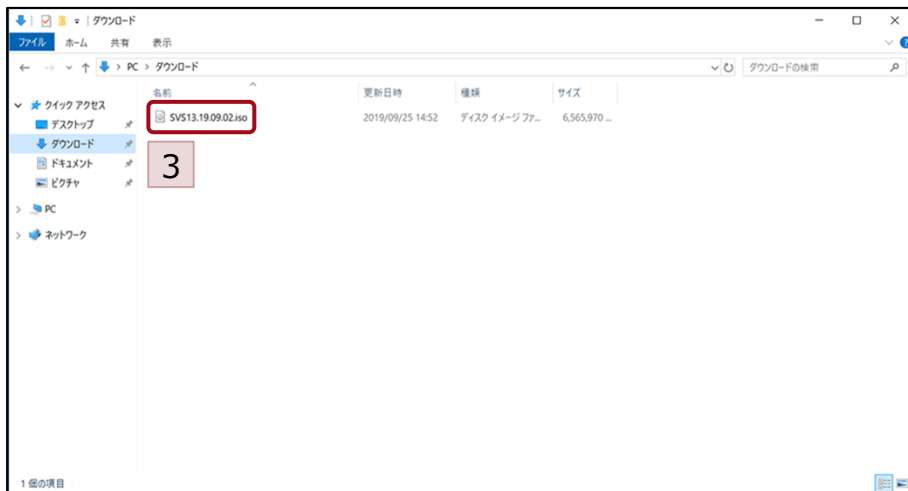 ダウンロード
ファイル ホーム 共有 表示
PC > ダウンロード ダウンロードの検索
名前 更新日時 種類 サイズ
クイック アクセス
SVS13.19.09.02.iso 2019/09/25 14:52 ディスク イメージ ファ... 6,565,970 ...
デスクトップ
ダウンロード
3
ドキュメント
ピクチャ
PC
ネットワーク
1 個の項目